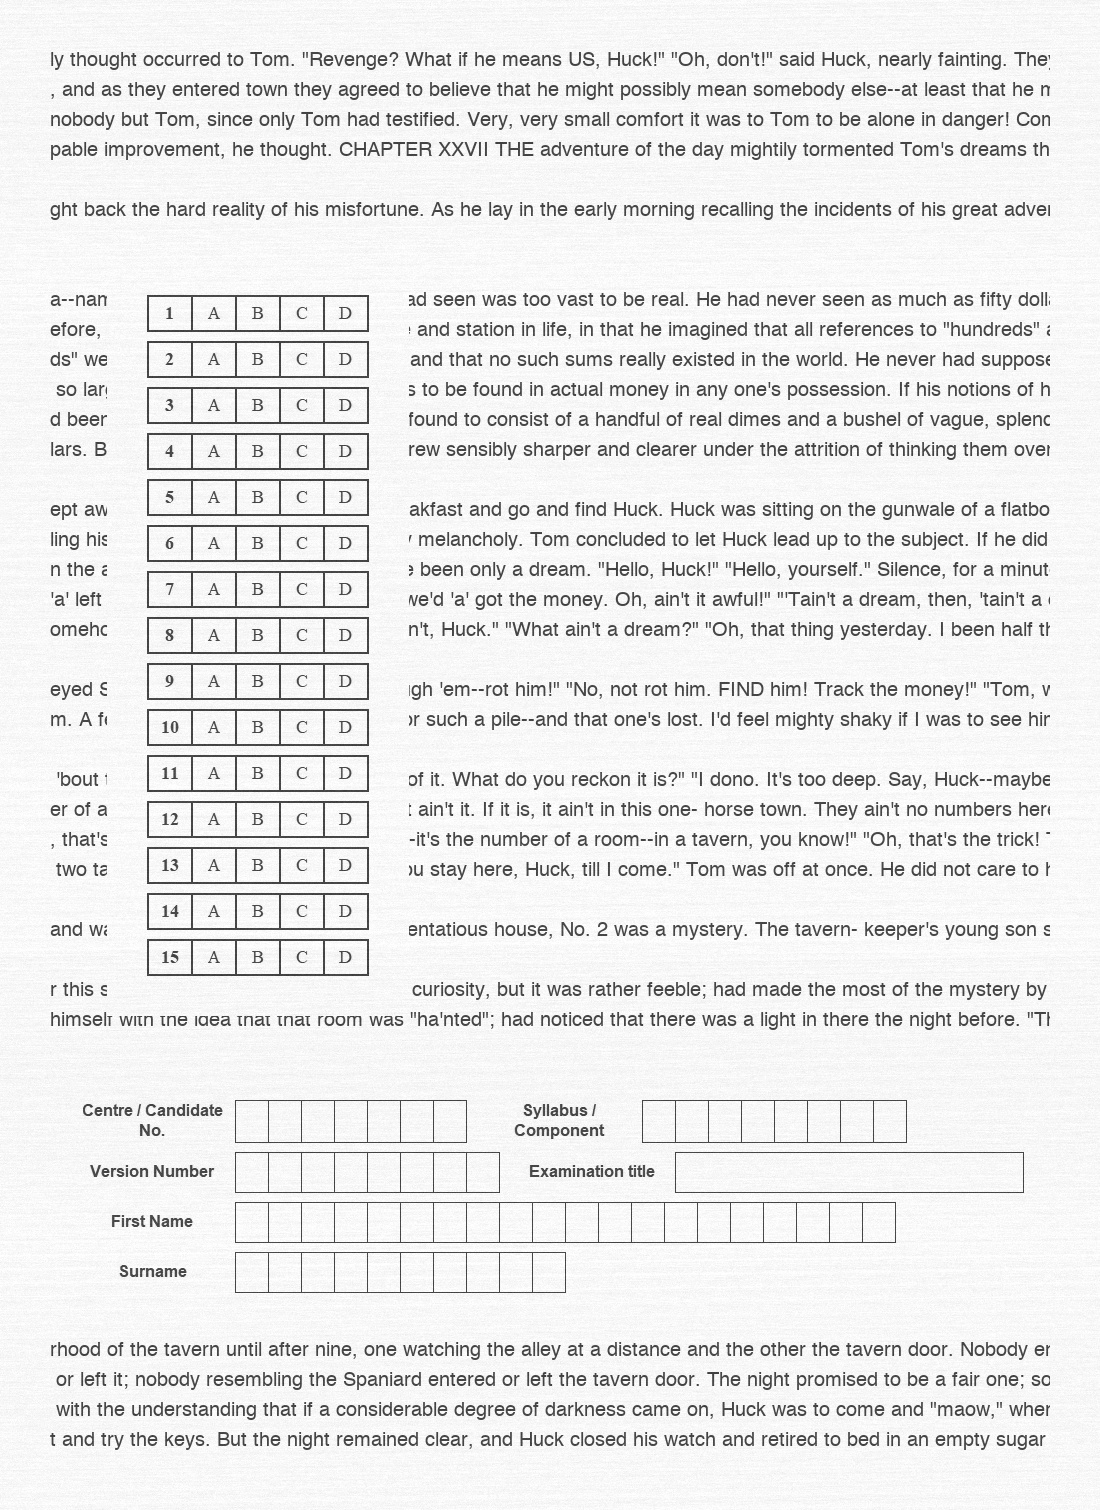 ly thought occurred to Tom. "Revenge? What if he means US, Huck!" "Oh, don't!" said Huck, nearly fainting. They
, and as they entered town they agreed to believe that he might possibly mean somebody else--at least that he m
nobody but Tom, since only Tom had testified. Very, very small comfort it was to Tom to be alone in danger! Com
pable improvement, he thought. CHAPTER XXVII THE adventure of the day mightily tormented Tom's dreams th
ght back the hard reality of his misfortune. As he lay in the early morning recalling the incidents of his great adver
a--nam ad seen was too vast to be real. He had never seen as much as fifty doll
efore, and station in life, in that he imagined that all references to "hundreds" a
ds" we and that no such sums really existed in the world. He never had suppose
so larg s to be found in actual money in any one's possession. If his notions of h
d been found to consist of a handful of real dimes and a bushel of vague, splend
lars. B rew sensibly sharper and clearer under the attrition of thinking them over
ept aw akfast and go and find Huck. Huck was sitting on the gunwale of a flatbo
ling his melancholy. Tom concluded to let Huck lead up to the subject. If he did
n the a e been only a dream. "Hello, Huck!" "Hello, yourself." Silence, for a minut
'a' left we'd 'a' got the money. Oh, ain't it awful!" "'Tain't a dream, then, 'tain't a
omeho n't, Huck." "What ain't a dream?" "Oh, that thing yesterday. I been half th
eyed S gh 'em--rot him!" "No, not rot him. FIND him! Track the money!" "Tom, w
m. A fe or such a pile--and that one's lost. I'd feel mighty shaky if I was to see him
'bout t of it. What do you reckon it is?" "I dono. It's too deep. Say, Huck--maybe
er of a t ain't it. If it is, it ain't in this one- horse town. They ain't no numbers here
, that's -it's the number of a room--in a tavern, you know!" "Oh, that's the trick! T
two ta ou stay here, Huck, till I come." Tom was off at once. He did not care to h
and wa entatious house, No. 2 was a mystery. The tavern- keeper's young son s
r this s curiosity, but it was rather feeble; had made the most of the mystery by
himself with the idea that that room was "ha'nted"; had noticed that there was a light in there the night before. "Th
1 A B C D
2 A B C D
3 A B C D
4 A B C D
5 A B C D
6 A B C D
7 A B C D
8 A B C D
9 A B C D
10 A B C D
11 A B C D
12 A B C D
13 A B C D
14 A B C D
15 A B C D
Centre / Candidate No.
Syllabus / Component
Version Number
Examination title
First Name
Surname
rhood of the tavern until after nine, one watching the alley at a distance and the other the tavern door. Nobody en
or left it; nobody resembling the Spaniard entered or left the tavern door. The night promised to be a fair one; so
with the understanding that if a considerable degree of darkness came on, Huck was to come and "maow," wher
t and try the keys. But the night remained clear, and Huck closed his watch and retired to bed in an empty sugar